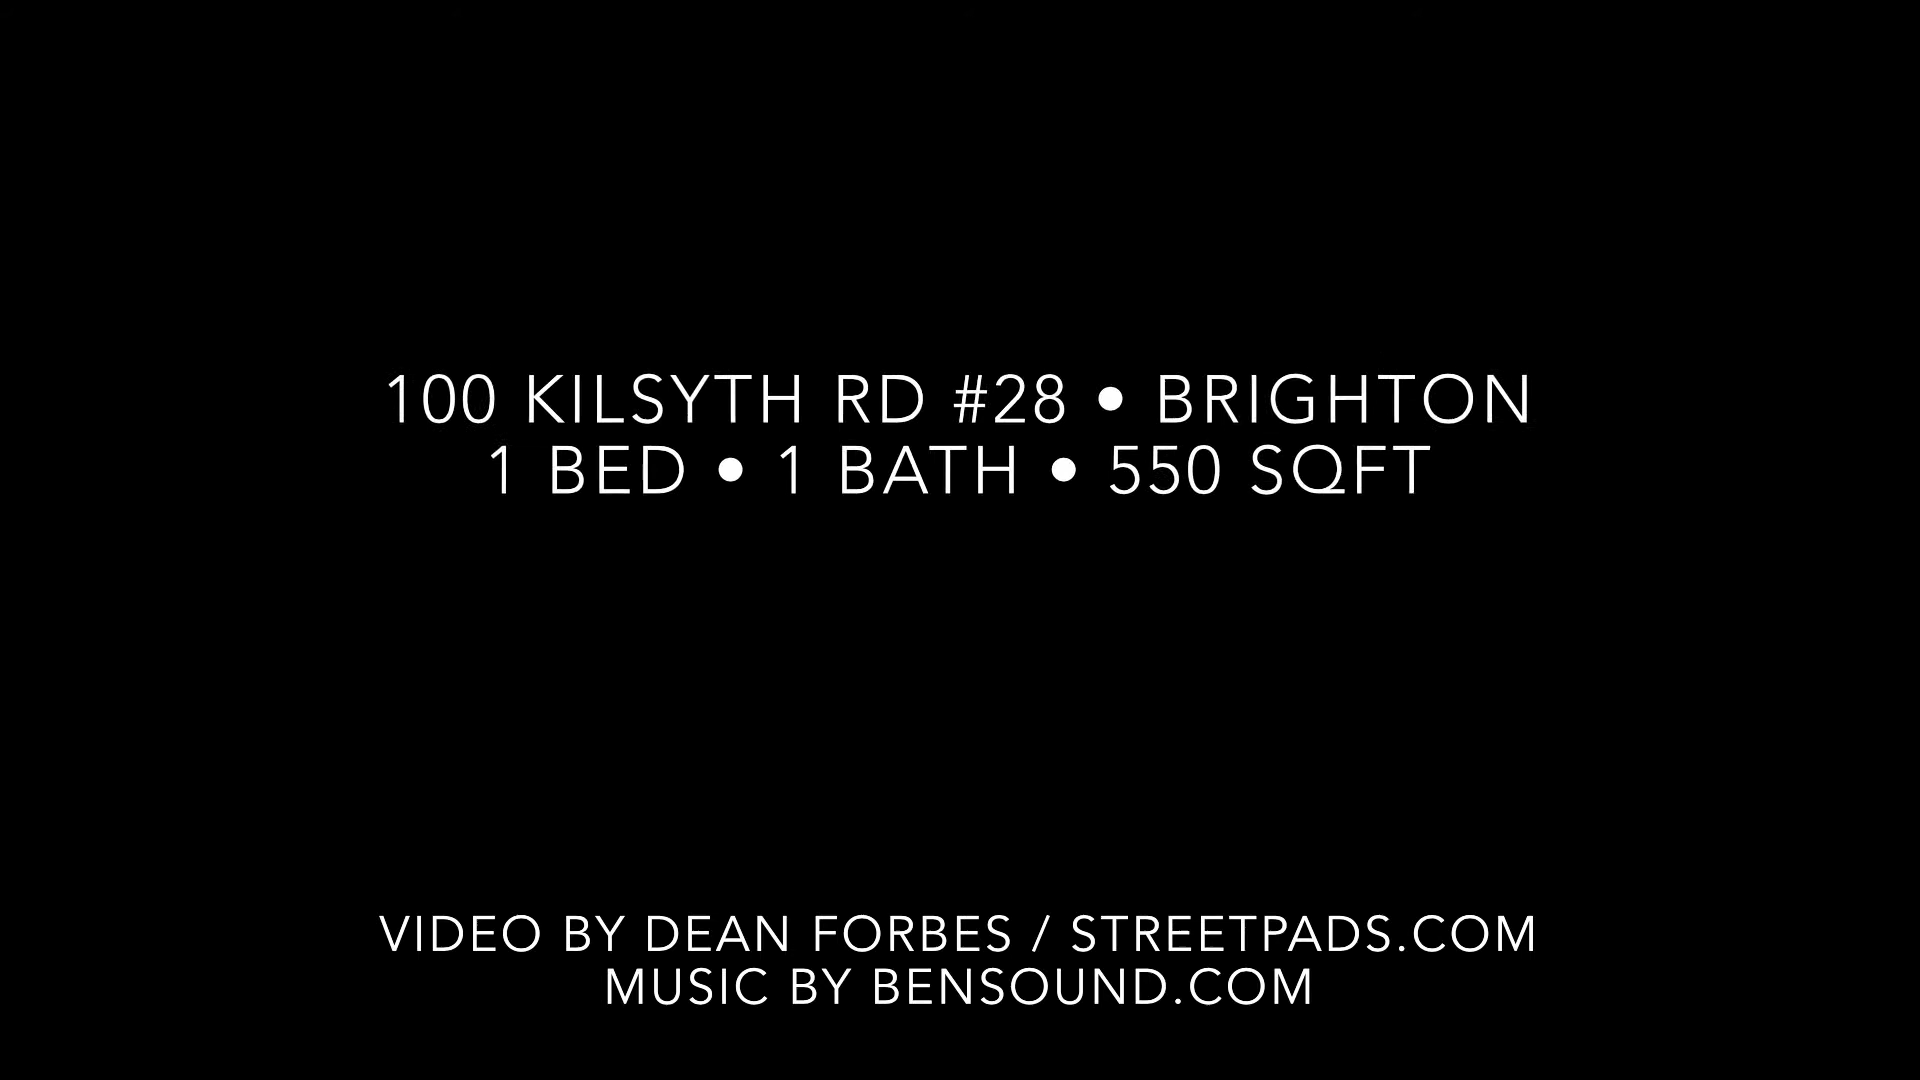 100 KILSYTH RD #28 • BRIGHTON
1 BED • 1 BATH • 550 SQFT
VIDEO BY DEAN FORBES / STREETPADS.COM
MUSIC BY BENSOUND.COM